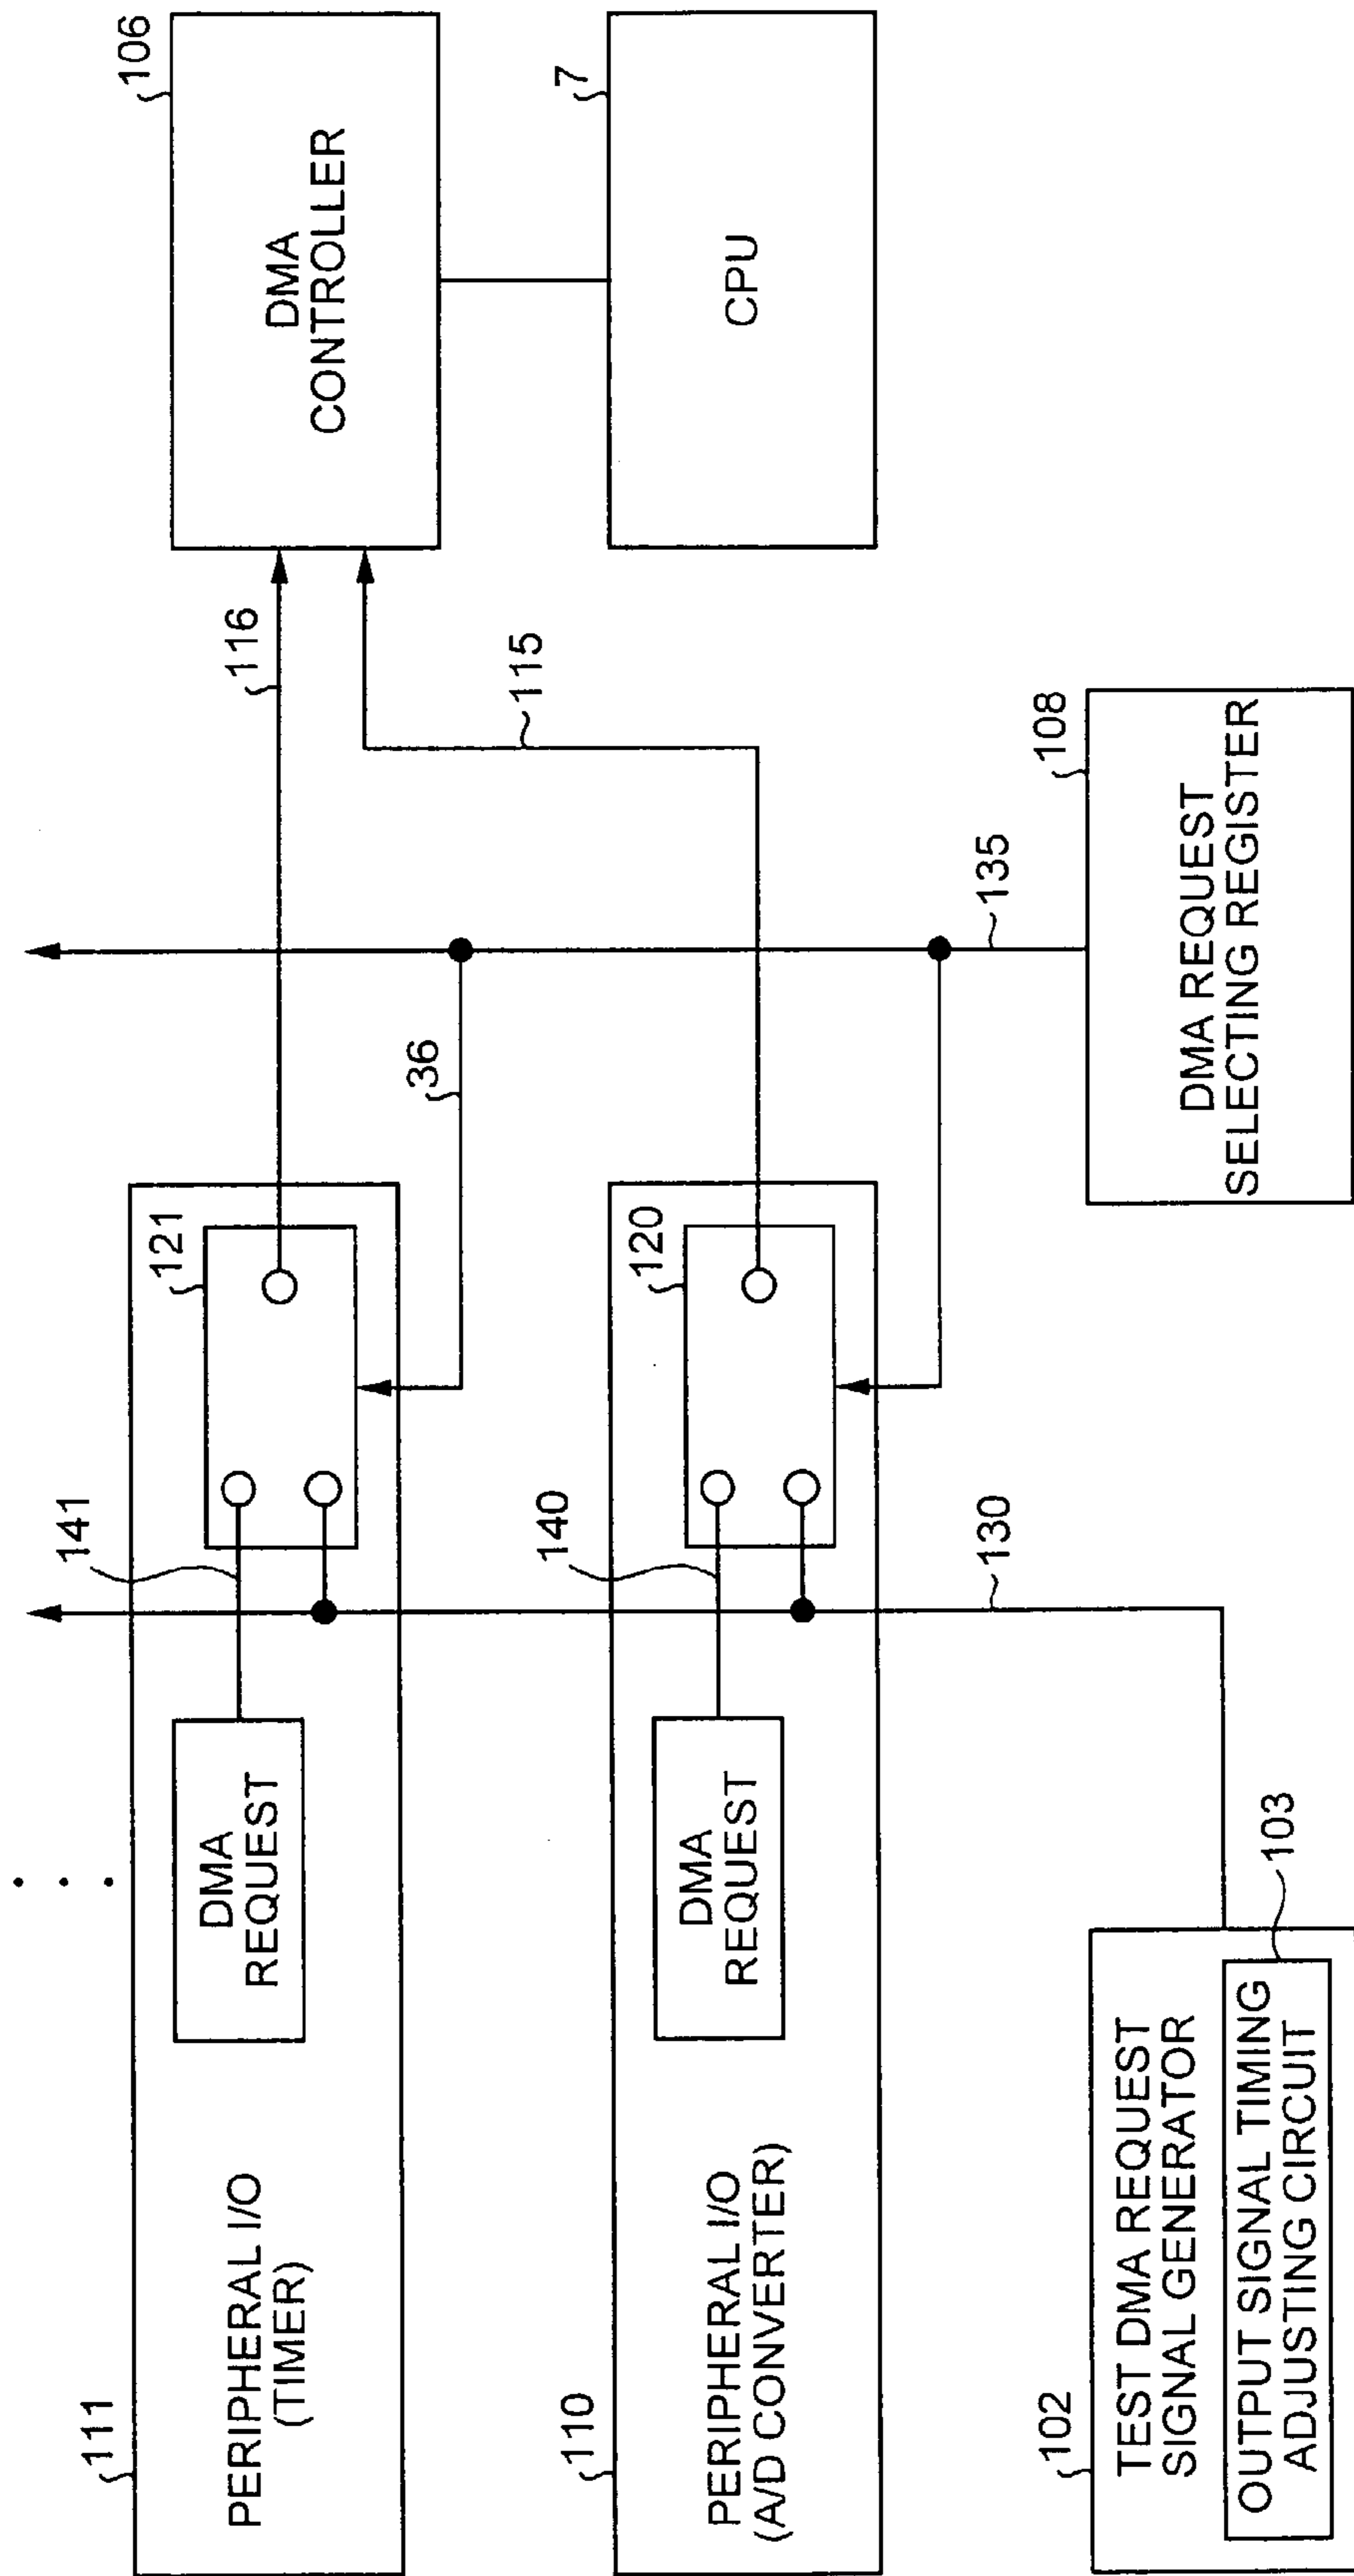 111
PERIPHERAL I/O
(TIMER)
DMA
REQUEST
141
121
116
106
DMA
CONTROLLER
36
110
PERIPHERAL I/O
(A/D CONVERTER)
DMA
REQUEST
140
120
115
7
CPU
130
135
102
TEST DMA REQUEST
SIGNAL GENERATOR
103
OUTPUT SIGNAL TIMING
ADJUSTING CIRCUIT
108
DMA REQUEST
SELECTING REGISTER